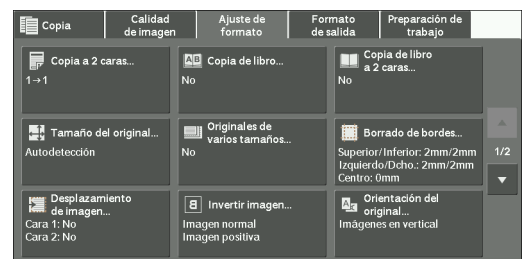 Copia
Calidad
de imagen
Ajuste de
formato
Formato
de salida
Preparación de
trabajo
Copia a 2 caras...
1→1
AB Copia de libro...
No
Copia de libro
a 2 caras...
No
Tamaño del original...
Autodetección
Originales de
varios tamaños...
No
Borrado de bordes...
Superior/Inferior: 2mm/2mm
Izquierdo/Dcho.: 2mm/2mm
Centro: 0mm
1/2
Desplazamiento
de imagen...
Cara 1: No
Cara 2: No
Invertir imagen...
Imagen normal
Imagen positiva
Orientación del
original...
Imágenes en vertical